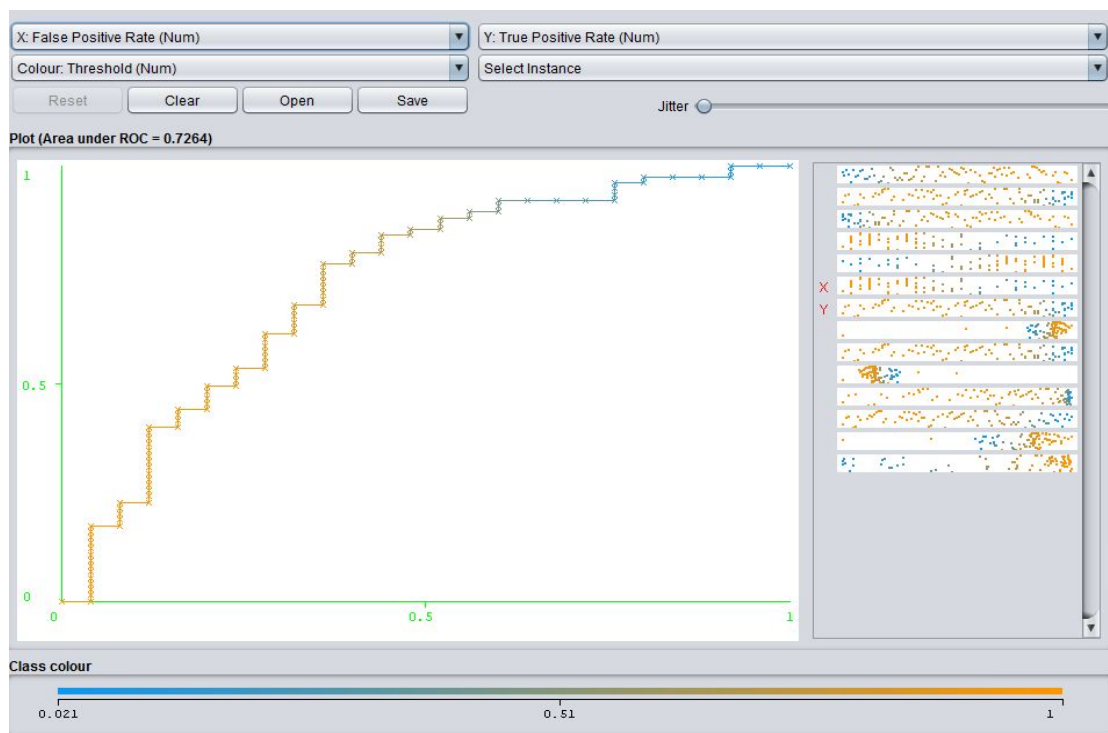 X: False Positive Rate (Num) Y: True Positive Rate (Num)
Colour: Threshold (Num) Select Instance
Reset Clear Open Save Jitter
Plot (Area under ROC = 0.7264)
1
0.5
0
0 0.5 1
X
Y
Class colour
0.021 0.51 1